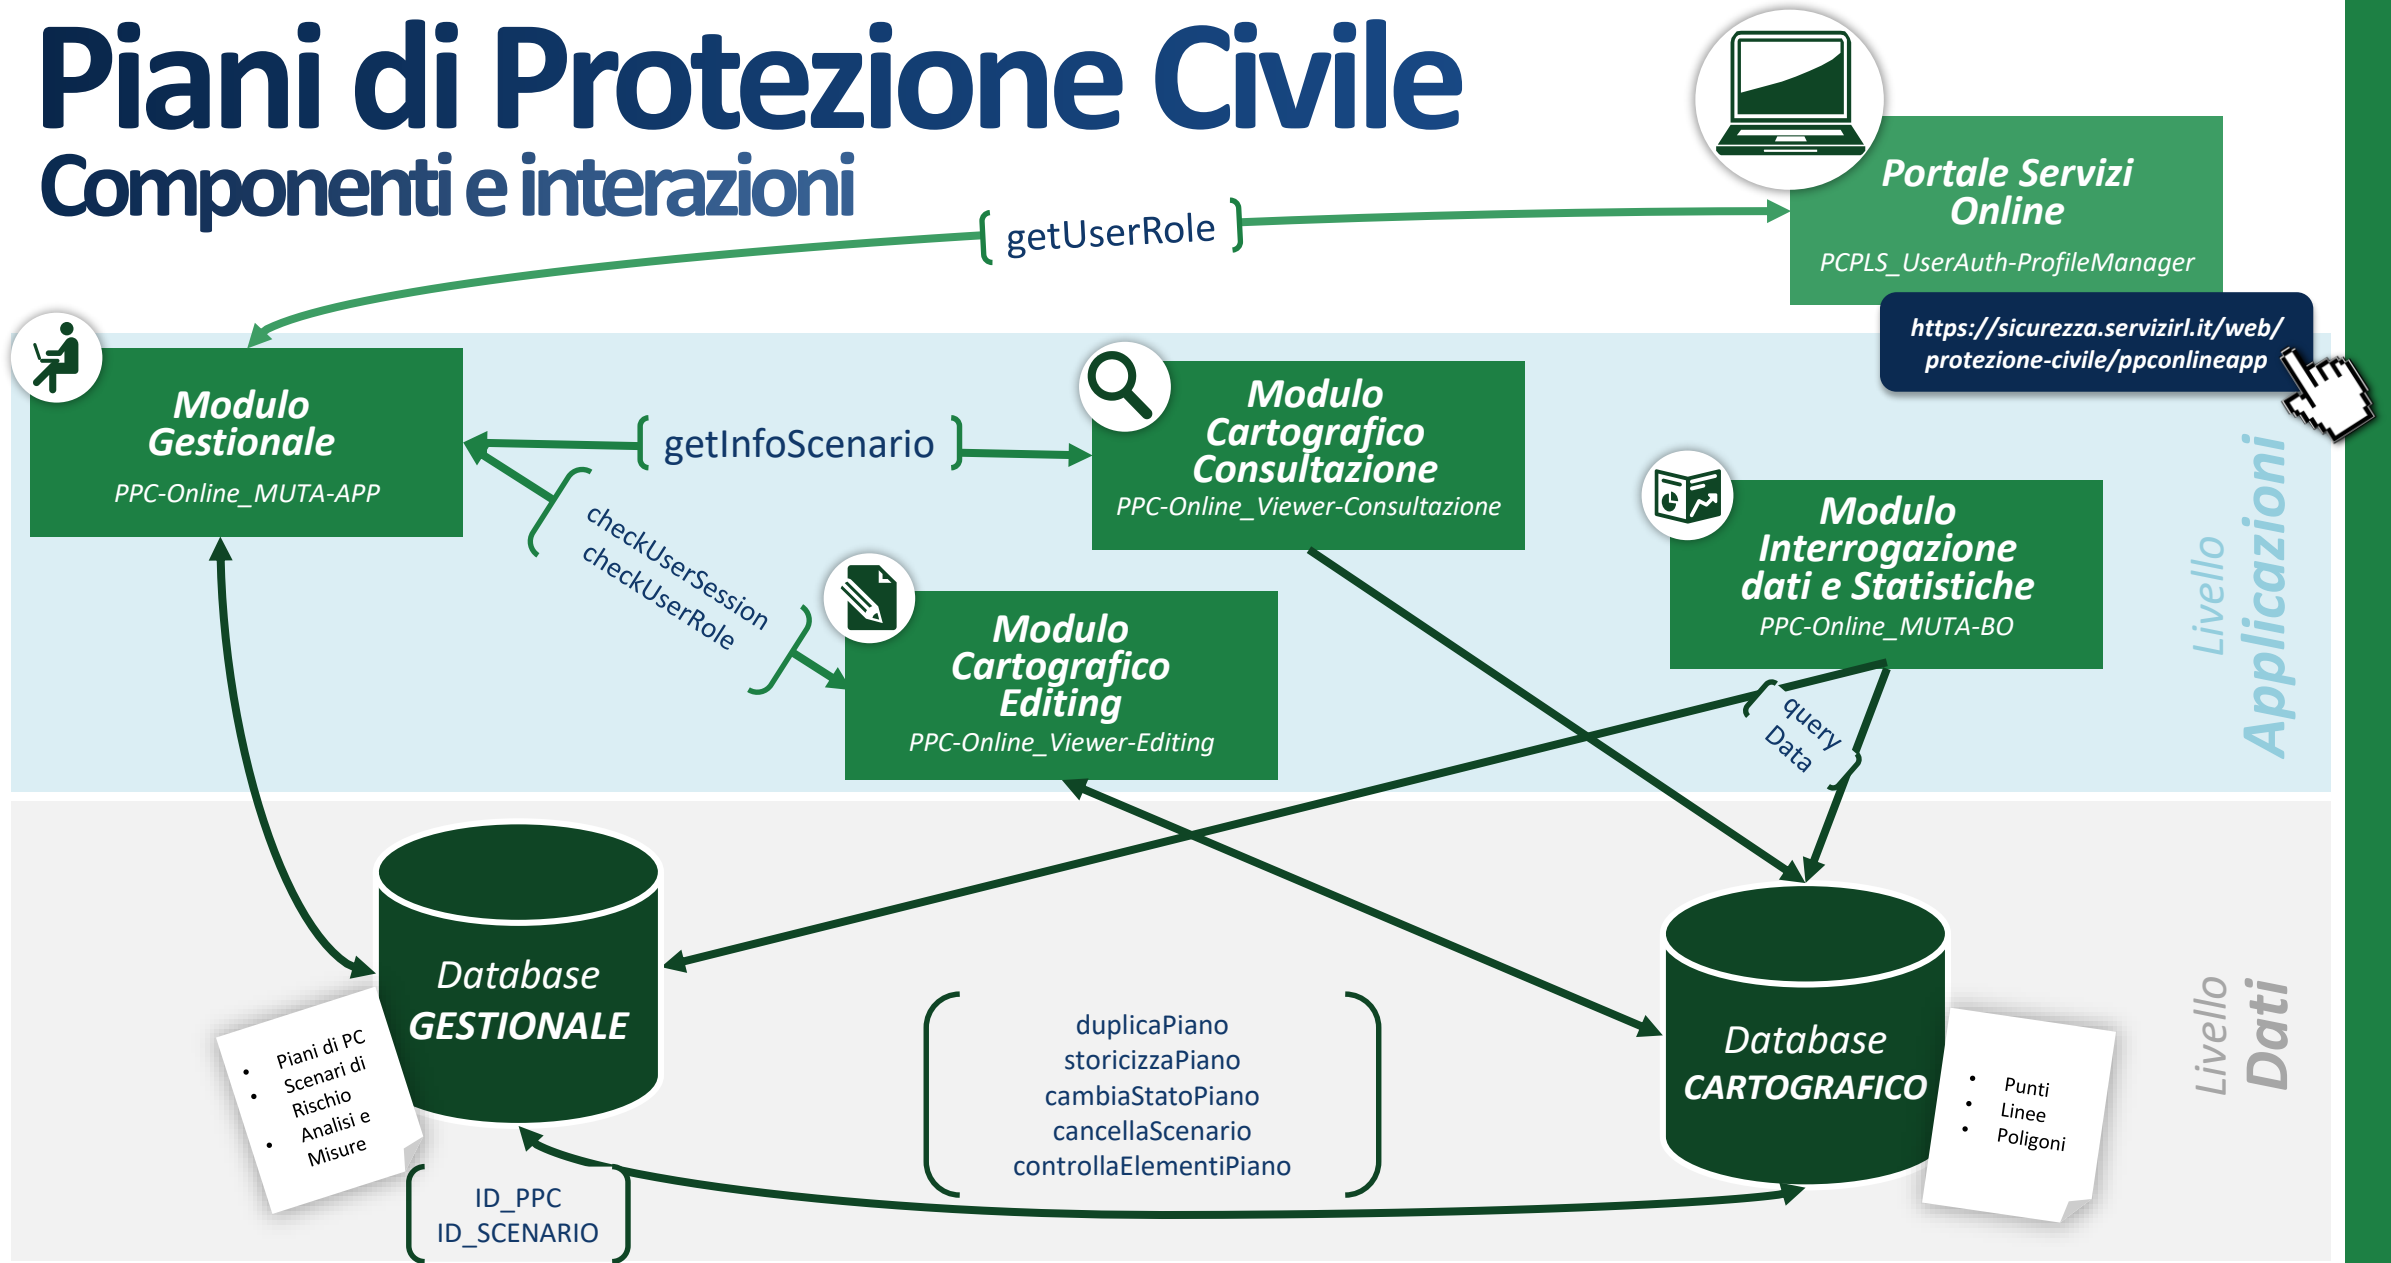 Piani di Protezione Civile
Componenti e interazioni
Portale Servizi
Online
PCPLS_UserAuth-ProfileManager
https://sicurezza.servizirl.it/web/
protezione-civile/ppconlineapp
getUserRole
Modulo
Gestionale
PPC-Online_MUTA-APP
getInfoScenario
Modulo
Cartografico
Consultazione
PPC-Online_Viewer-Consultazione
checkUserSession
checkUserRole
Modulo
Cartografico
Editing
PPC-Online_Viewer-Editing
Modulo
Interrogazione
dati e Statistiche
PPC-Online_MUTA-BO
query
Data
Livello
Applicazioni
Database
GESTIONALE
• Piani di PC
• Scenari di
Rischio
• Analisi e
Misure
ID_PPC
ID_SCENARIO
duplicaPiano
storicizzaPiano
cambiaStatoPiano
cancellaScenario
controllaElementiPiano
Database
CARTOGRAFICO
• Punti
• Linee
• Poligoni
Livello
Dati